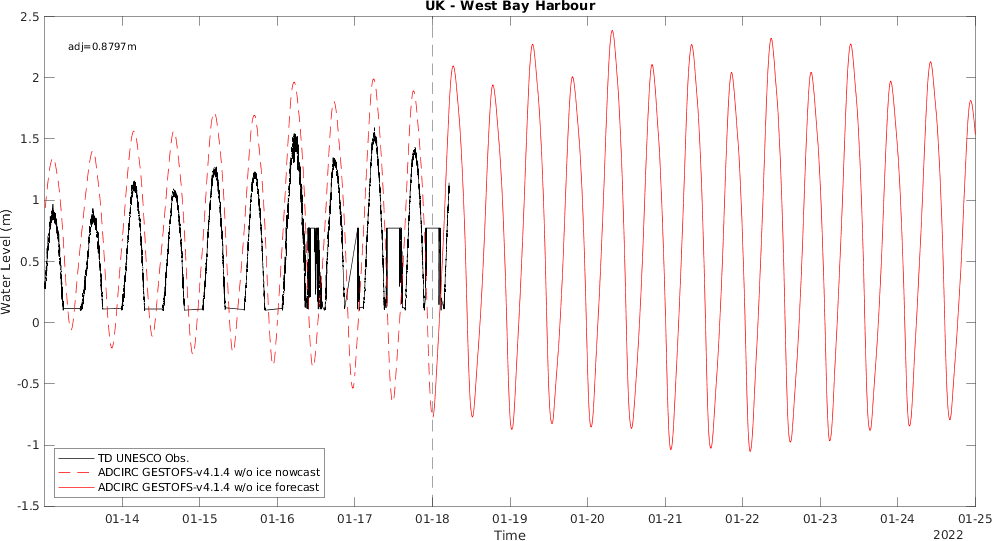 UK - West Bay Harbour
adj=0.8797m
Water Level (m)
2.5
2
1.5
1
0.5
0
-0.5
-1
-1.5
TD UNESCO Obs.
ADCIRC GESTOFS-v4.1.4 w/o ice nowcast
ADCIRC GESTOFS-v4.1.4 w/o ice forecast
01-14 01-15 01-16 01-17 01-18 01-19 01-20 01-21 01-22 01-23 01-24 01-25
Time
2022